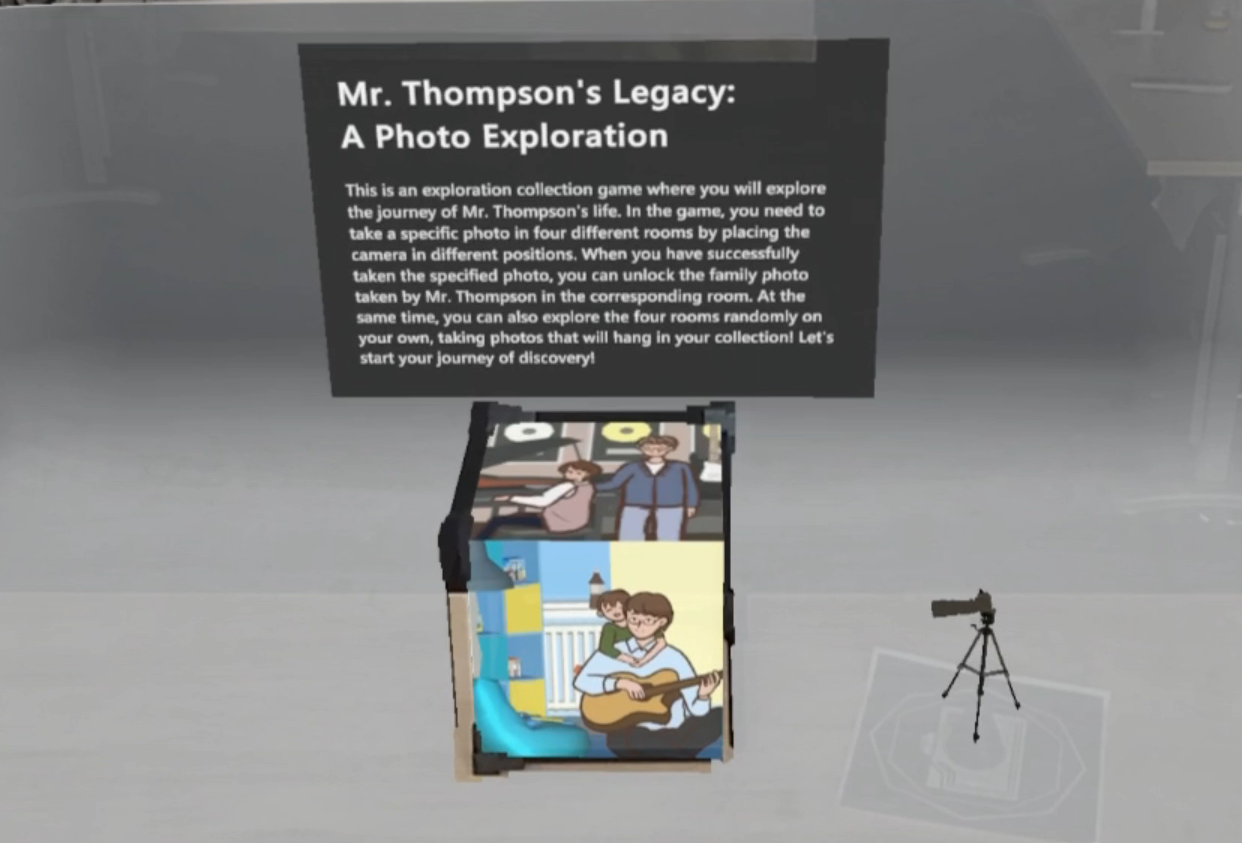 Mr. Thompson's Legacy:
A Photo Exploration
This is an exploration collection game where you will explore
the journey of Mr. Thompson's life. In the game, you need to
take a specific photo in four different rooms by placing the
camera in different positions. When you have successfully
taken the specified photo, you can unlock the family photo
taken by Mr. Thompson in the corresponding room. At the
same time, you can also explore the four rooms randomly on
your own, taking photos that will hang in your collection! Let's
start your journey of discovery!